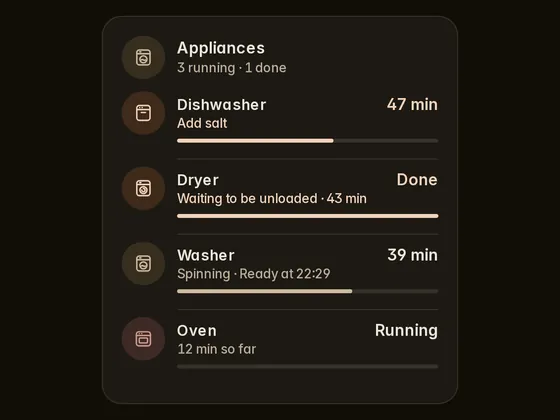 Appliances
3 running · 1 done
Dishwasher 47 min
Add salt
Dryer Done
Waiting to be unloaded · 43 min
Washer 39 min
Spinning · Ready at 22:29
Oven Running
12 min so far